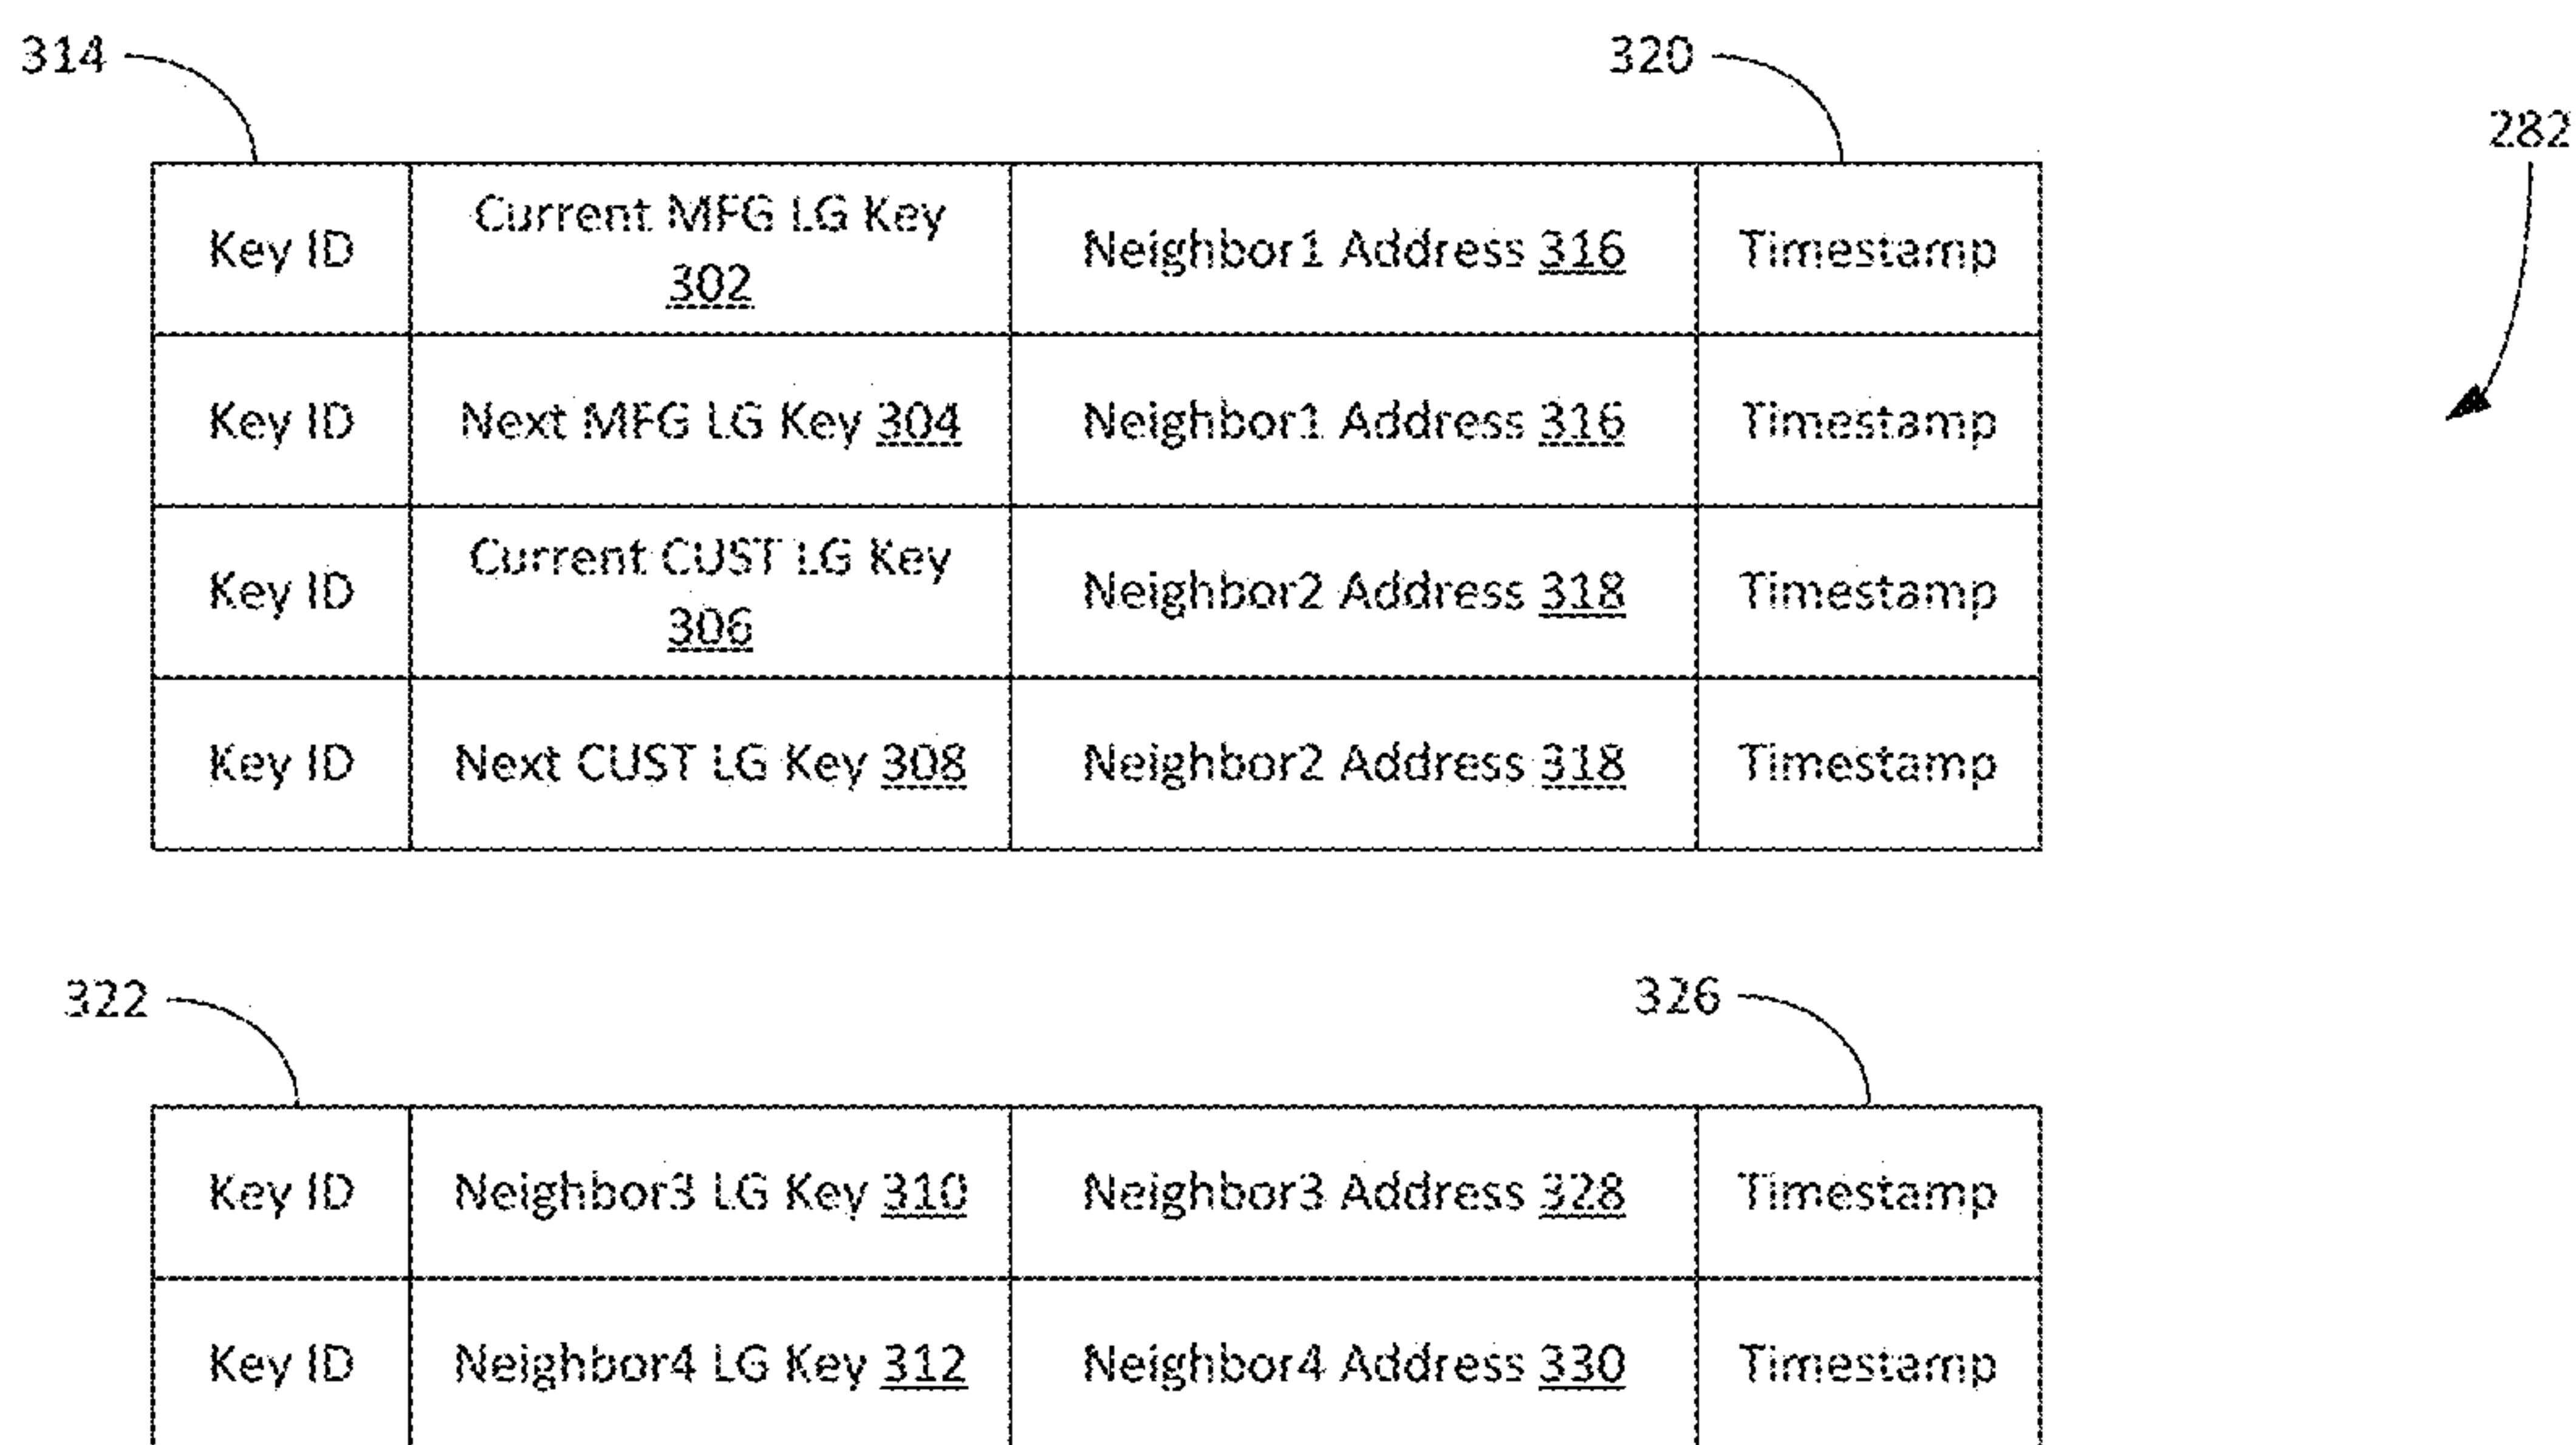 314
320
282
Key ID
Current MFG LG Key
302
Neighbor1 Address 316
Timestamp
Key ID
Next MFG LG Key 304
Neighbor1 Address 316
Timestamp
Key ID
Current CUST LG Key
306
Neighbor2 Address 318
Timestamp
Key ID
Next CUST LG Key 308
Neighbor2 Address 318
Timestamp
322
326
Key ID
Neighbor3 LG Key 310
Neighbor3 Address 328
Timestamp
Key ID
Neighbor4 LG Key 312
Neighbor4 Address 330
Timestamp